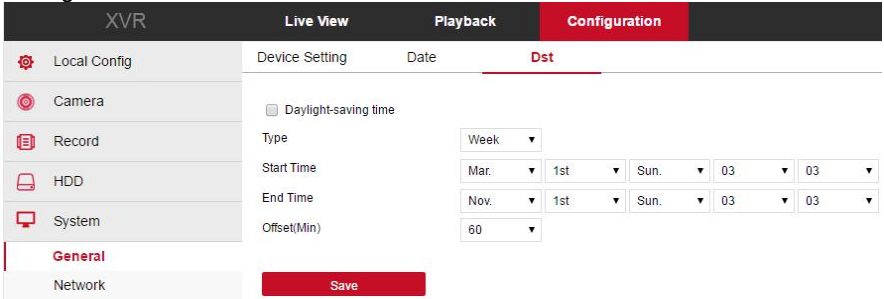 XVR Live View Playback Configuration
Local Config Device Setting Date Dst
Camera Daylight-saving time
Record Type Week
HDD Start Time Mar. 1st Sun. 03 03
End Time Nov. 1st Sun. 03 03
System Offset(Min) 60
General
Network Save